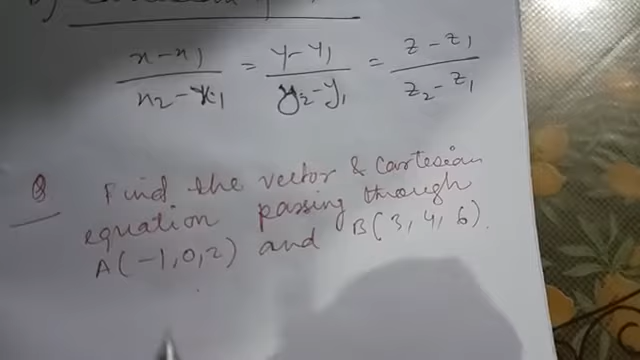 x-x1/x2-x1 = y-y1/y2-y1 = z-z1/z2-z1
Q Find the vector & Cartesian
equation passing through
A(-1,0,2) and B(3,4,6).